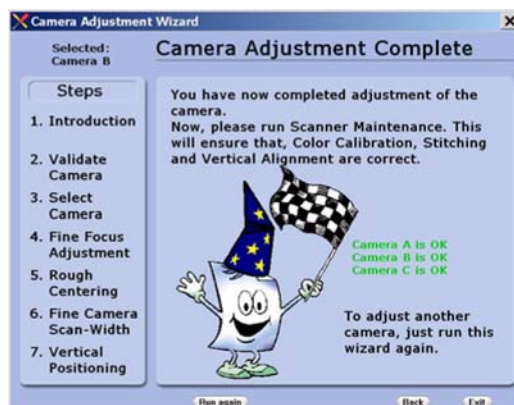 Camera Adjustment Wizard
Selected:
Camera B
Camera Adjustment Complete
Steps
1. Introduction
2. Validate
Camera
3. Select
Camera
4. Fine Focus
Adjustment
5. Rough
Centering
6. Fine Camera
Scan-Width
7. Vertical
Positioning
You have now completed adjustment of the
camera.
Now, please run Scanner Maintenance. This
will ensure that, Color Calibration, Stitching
and Vertical Alignment are correct.
Camera A is OK
Camera B is OK
Camera C is OK
To adjust another
camera, just run this
wizard again.
Run again
Back
Exit